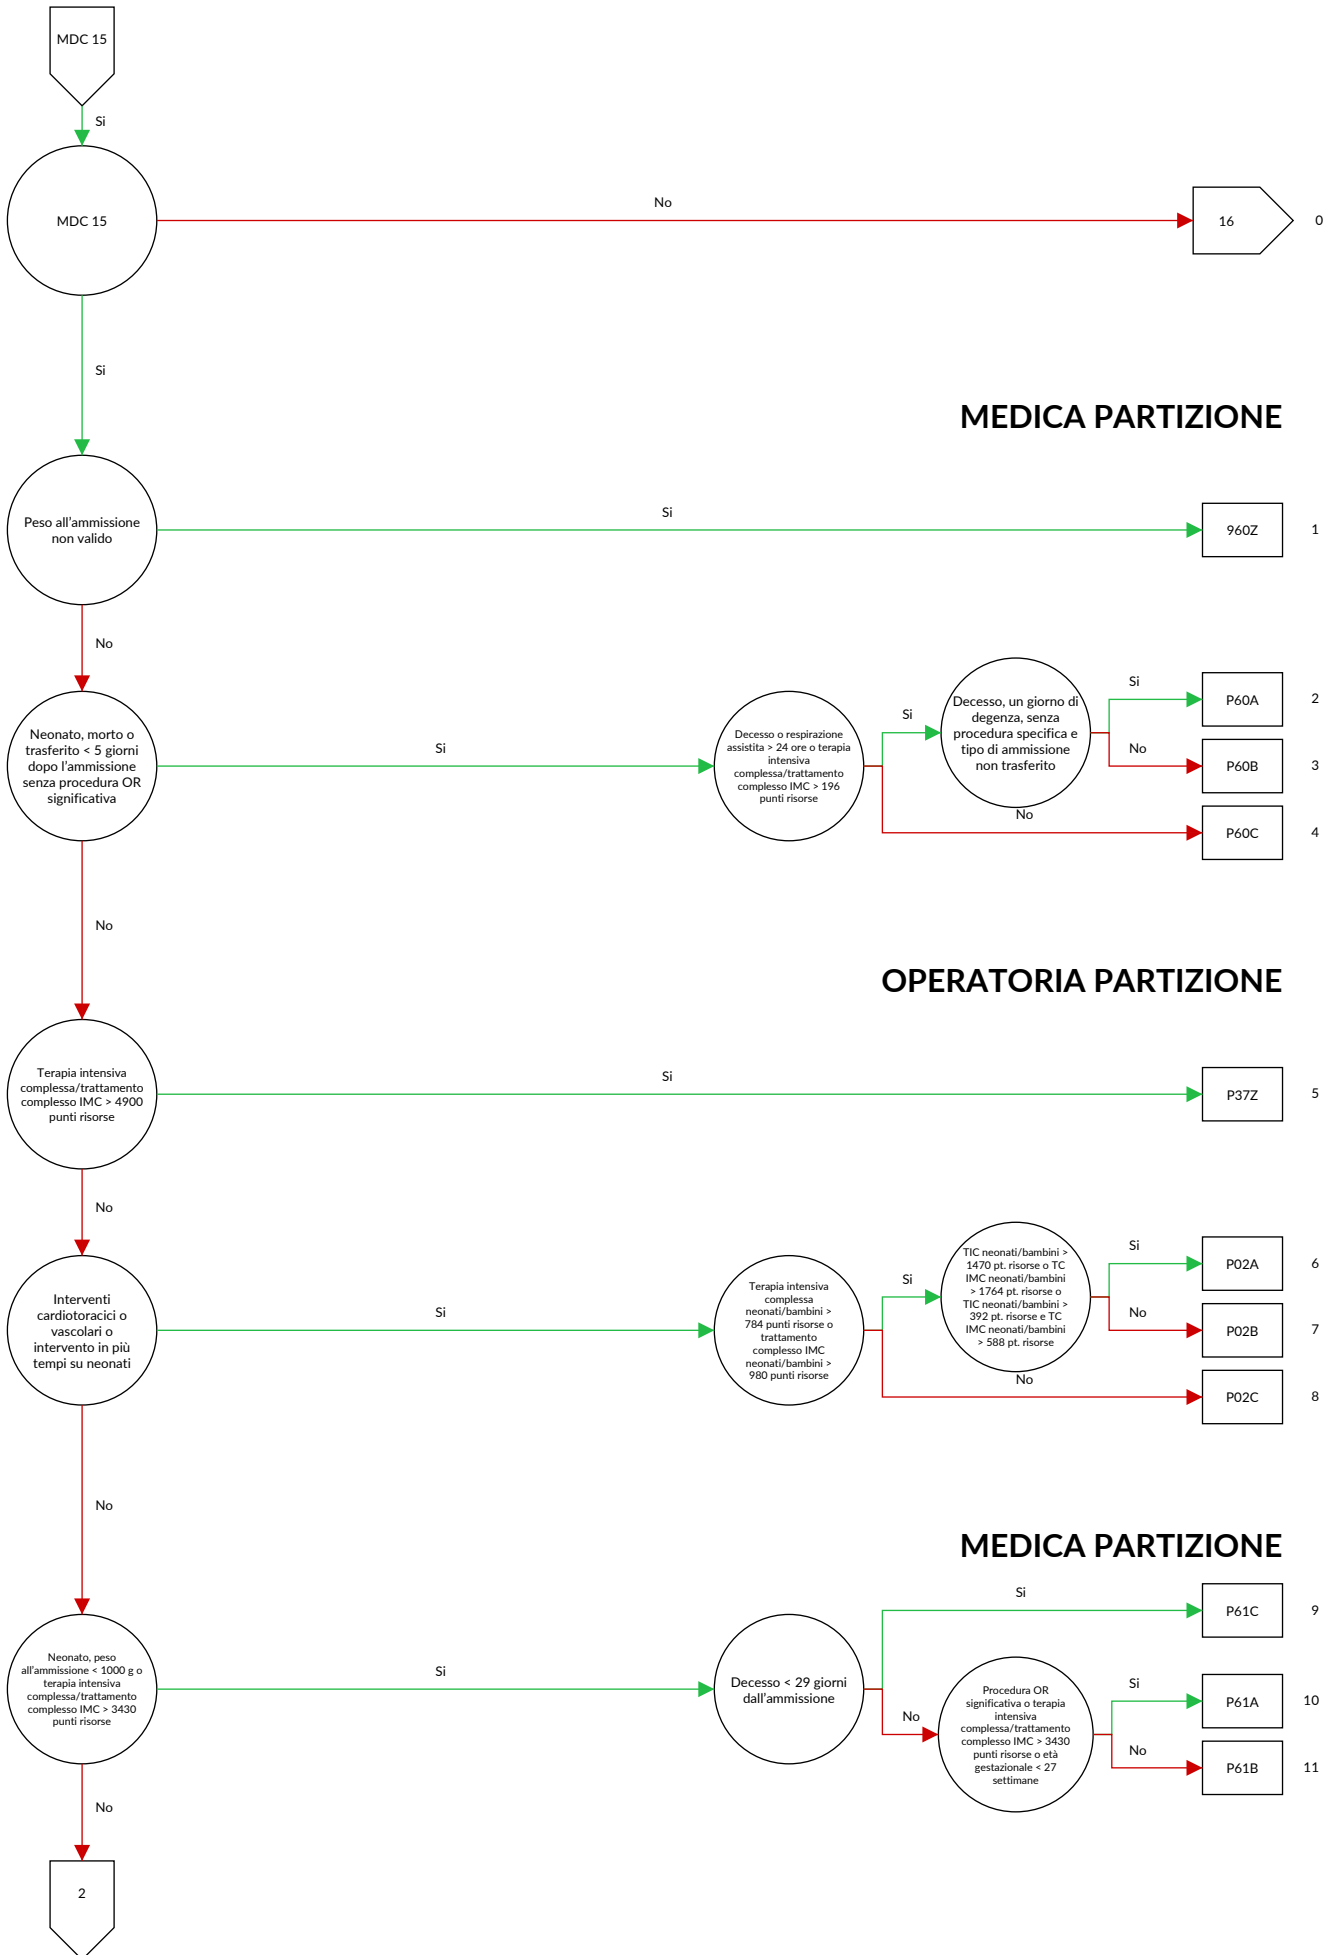 MDC 15
Si
MDC 15
No
16
0
Si
MEDICA PARTIZIONE
Peso all'ammissione
non valido
Si
960Z
1
No
Neonato, morto o
trasferito < 5 giorni
dopo l'ammissione
senza procedura OR
significativa
Si
Decesso o respirazione
assistita > 24 ore o terapia
intensiva
complessa/trattamento
complesso IMC > 196
punti risorse
Si
Decesso, un giorno di
degenza, senza
procedura specifica e
tipo di ammissione
non trasferito
Si
P60A
2
No
P60B
3
No
P60C
4
No
OPERATORIA PARTIZIONE
Terapia intensiva
complessa/trattamento
complesso IMC > 4900
punti risorse
Si
P37Z
5
No
Interventi
cardiotoracici o
vascolari o
intervento in più
tempi su neonati
Si
Terapia intensiva
complessa
neonati/bambini >
784 punti risorse o
trattamento
complesso IMC
neonati/bambini >
980 punti risorse
Si
TIC neonati/bambini >
1470 pt. risorse o TC
IMC neonati/bambini
> 1764 pt. risorse o
TIC neonati/bambini >
392 pt. risorse e TC
IMC neonati/bambini
> 588 pt. risorse
Si
P02A
6
No
P02B
7
No
P02C
8
No
MEDICA PARTIZIONE
Neonato, peso
all'ammissione < 1000 g o
terapia intensiva
complessa/trattamento
complesso IMC > 3430
punti risorse
Si
Decesso < 29 giorni
dall'ammissione
Si
P61C
9
No
Procedura OR
significativa o terapia
intensiva
complessa/trattamento
complesso IMC > 3430
punti risorse o età
gestazionale < 27
settimane
Si
P61A
10
No
P61B
11
No
2